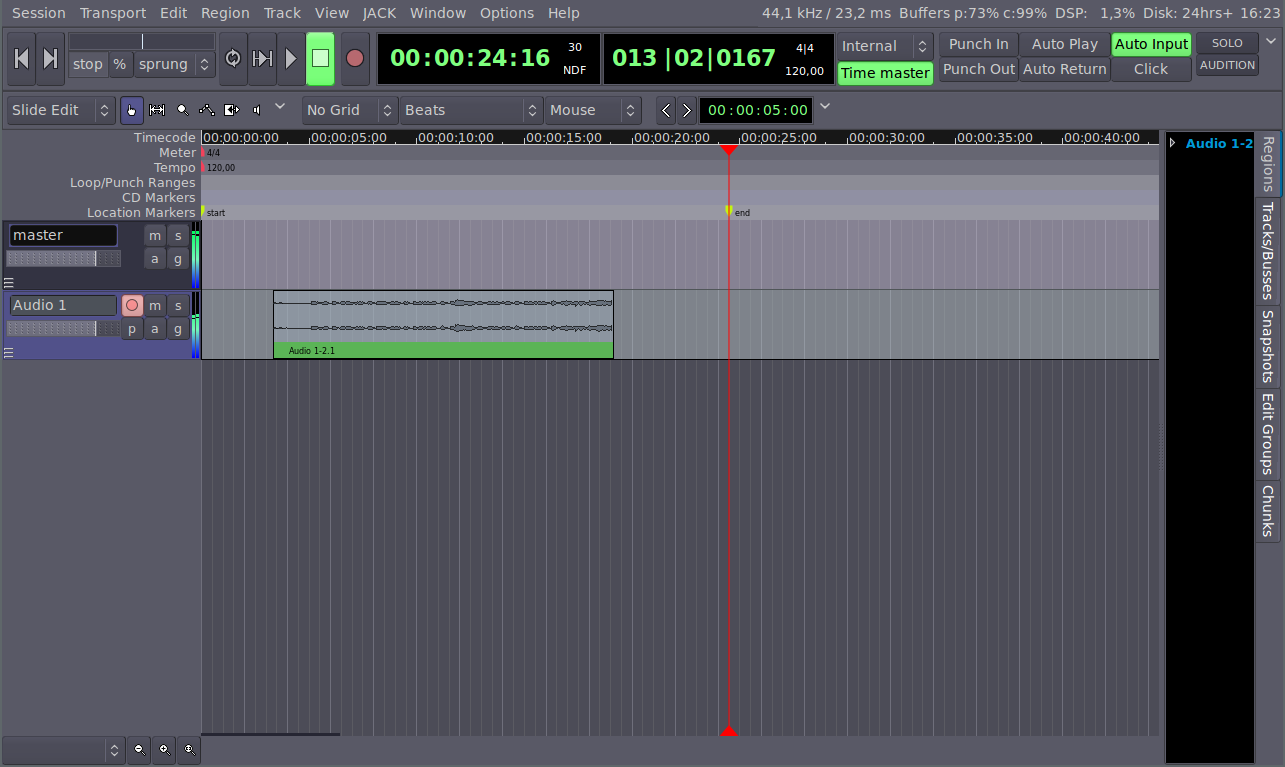 Session Transport Edit Region Track View JACK Window Options Help 44,1 kHz / 23,2 ms Buffers p:73% c:99% DSP: 1,3% Disk: 24hrs+ 16:23
stop % sprung
00:00:24:16 30 NDF
013|02|0167 4|4 120,00
Internal
Time master
Punch In Auto Play Auto Input
Punch Out Auto Return Click
SOLO
AUDITION
Slide Edit No Grid Beats Mouse 00:00:05:00
Timecode 00:00:00:00 00:00:05:00 00:00:10:00 00:00:15:00 00:00:20:00 00:00:25:00 00:00:30:00 00:00:35:00 00:00:40:00
Meter 4/4
Tempo 120,00
Loop/Punch Ranges
CD Markers
Location Markers start end
master m s
a g
Audio 1 m s
p a g
Audio 1-2.1
Audio 1-2
Regions
Tracks/Busses
Snapshots
Edit Groups
Chunks